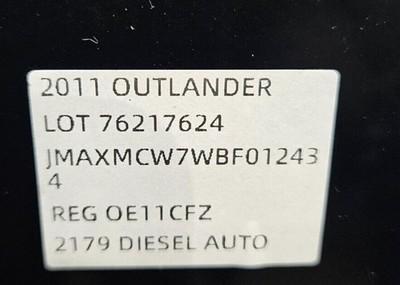 2011 OUTLANDER
LOT 76217624
JMAXMCW7WBF01243
4
REG OE11CFZ
2179 DIESEL AUTO